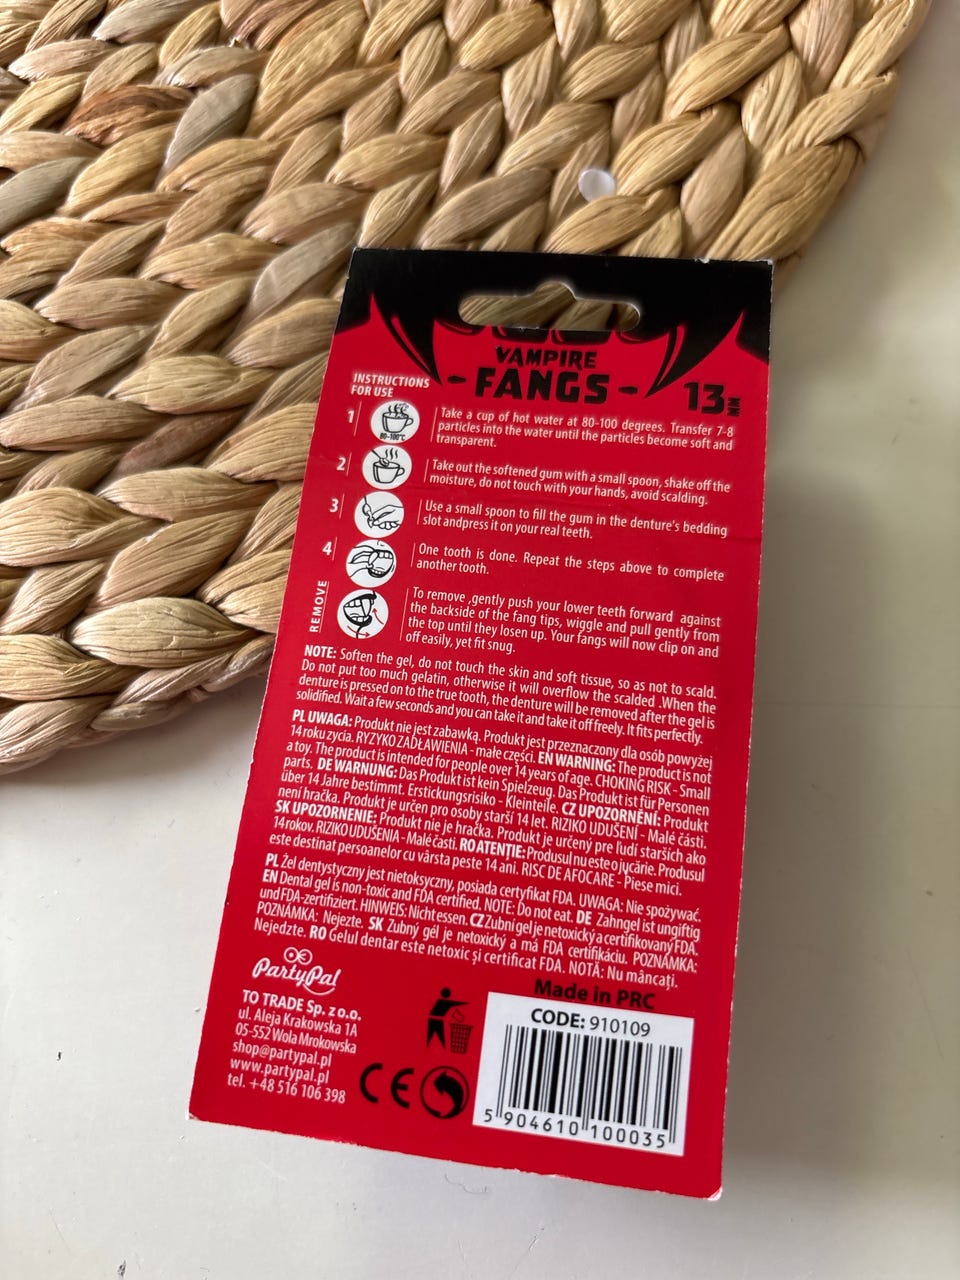 VAMPIRE
- FANGS -
13 MM
INSTRUCTIONS
FOR USE
1
80-100°C
Take a cup of hot water at 80-100 degrees. Transfer 7-8
particles into the water until the particles become soft and
transparent.
2
Take out the softened gum with a small spoon, shake off the
moisture, do not touch with your hands, avoid scalding.
3
Use a small spoon to fill the gum in the denture's bedding
slot andpress it on your real teeth.
4
One tooth is done. Repeat the steps above to complete
another tooth.
REMOVE
To remove ,gently push your lower teeth forward against
the backside of the fang tips, wiggle and pull gently from
the top until they losen up. Your fangs will now clip on and
off easily, yet fit snug.
NOTE: Soften the gel, do not touch the skin and soft tissue, so as not to scald.
Do not put too much gelatin, otherwise it will overflow the scalded .When the
denture is pressed on to the true tooth, the denture will be removed after the gel is
solidified. Wait a few seconds and you can take it and take it off freely. It fits perfectly.
PL UWAGA: Produkt nie jest zabawką. Produkt jest przeznaczony dla osób powyżej
14 roku zycia. RYZYKO ZADŁAWIENIA - małe części. EN WARNING: The product is not
a toy. The product is intended for people over 14 years of age. CHOKING RISK - Small
parts. DE WARNUNG: Das Produkt ist kein Spielzeug. Das Produkt ist für Personen
über 14 Jahre bestimmt. Erstickungsrisiko - Kleinteile. CZ UPOZORNĚNÍ: Produkt
není hračka. Produkt je určen pro osoby starší 14 let. RIZIKO UDUŠENÍ - Malé části.
SK UPOZORNENIE: Produkt nie je hračka. Produkt je určený pre ľudí starších ako
14 rokov. RIZIKO UDUŠENIA - Malé časti. RO ATENȚIE: Produsul nu este o jucărie. Produsul
este destinat persoanelor cu vârsta peste 14 ani. RISC DE AFOCARE - Piese mici.
PL Żel dentystyczny jest nietoksyczny, posiada certyfikat FDA. UWAGA: Nie spożywać.
EN Dental gel is non-toxic and FDA certified. NOTE: Do not eat. DE Zahngel ist ungiftig
und FDA-zertifiziert. HINWEIS: Nicht essen. CZ Zubní gel je netoxický a certifikovaný FDA.
POZNÁMKA: Nejezte. SK Zubný gél je netoxický a má FDA certifikáciu. POZNÁMKA:
Nejedzte. RO Gelul dentar este netoxic și certificat FDA. NOTĂ: Nu mâncați.
PartyPal
TO TRADE Sp. z o.o.
ul. Aleja Krakowska 1A
05-552 Wola Mrokowska
shop@partypal.pl
www.partypal.pl
tel. +48 516 106 398
CE
Made in PRC
CODE: 910109
5 904610 100035